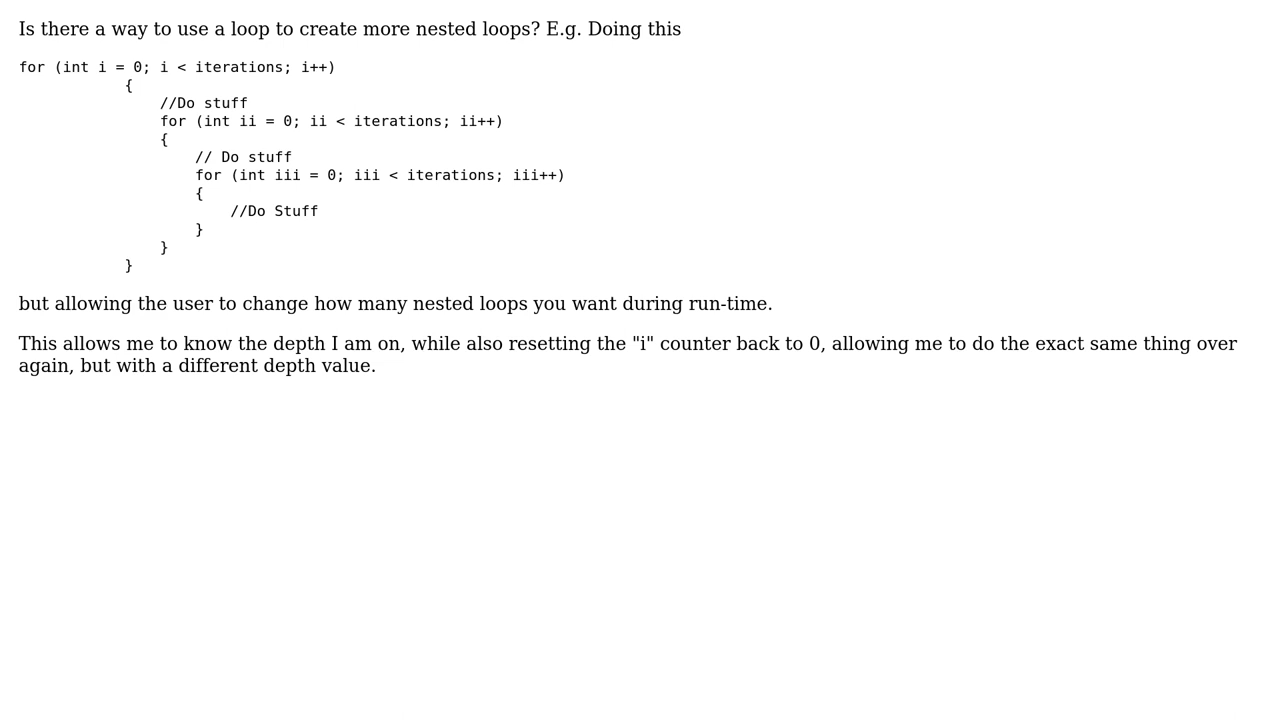 Is there a way to use a loop to create more nested loops? E.g. Doing this
for (int i = 0; i < iterations; i++)
            {
                //Do stuff
                for (int ii = 0; ii < iterations; ii++)
                {
                    // Do stuff
                    for (int iii = 0; iii < iterations; iii++)
                    {
                        //Do Stuff
                    }
                }
            }
but allowing the user to change how many nested loops you want during run-time.
This allows me to know the depth I am on, while also resetting the "i" counter back to 0, allowing me to do the exact same thing over
again, but with a different depth value.